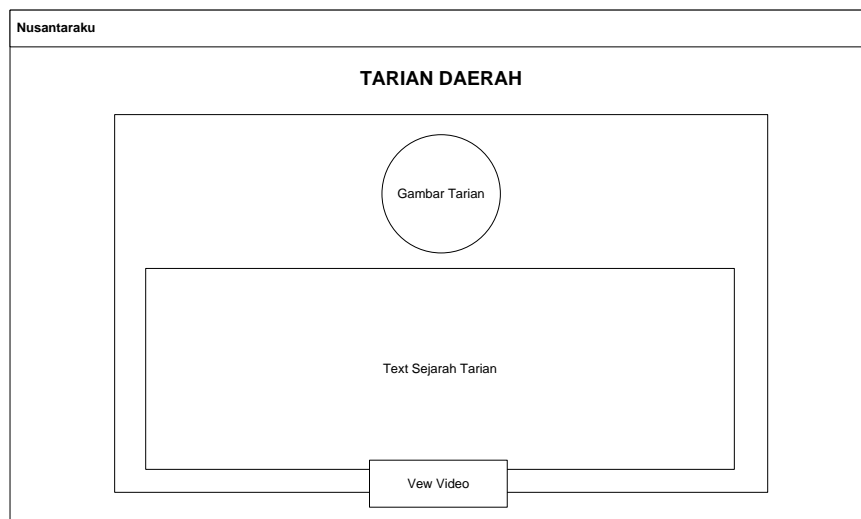 Nusantaraku
TARIAN DAERAH
Gambar Tarian
Text Sejarah Tarian
Vew Video